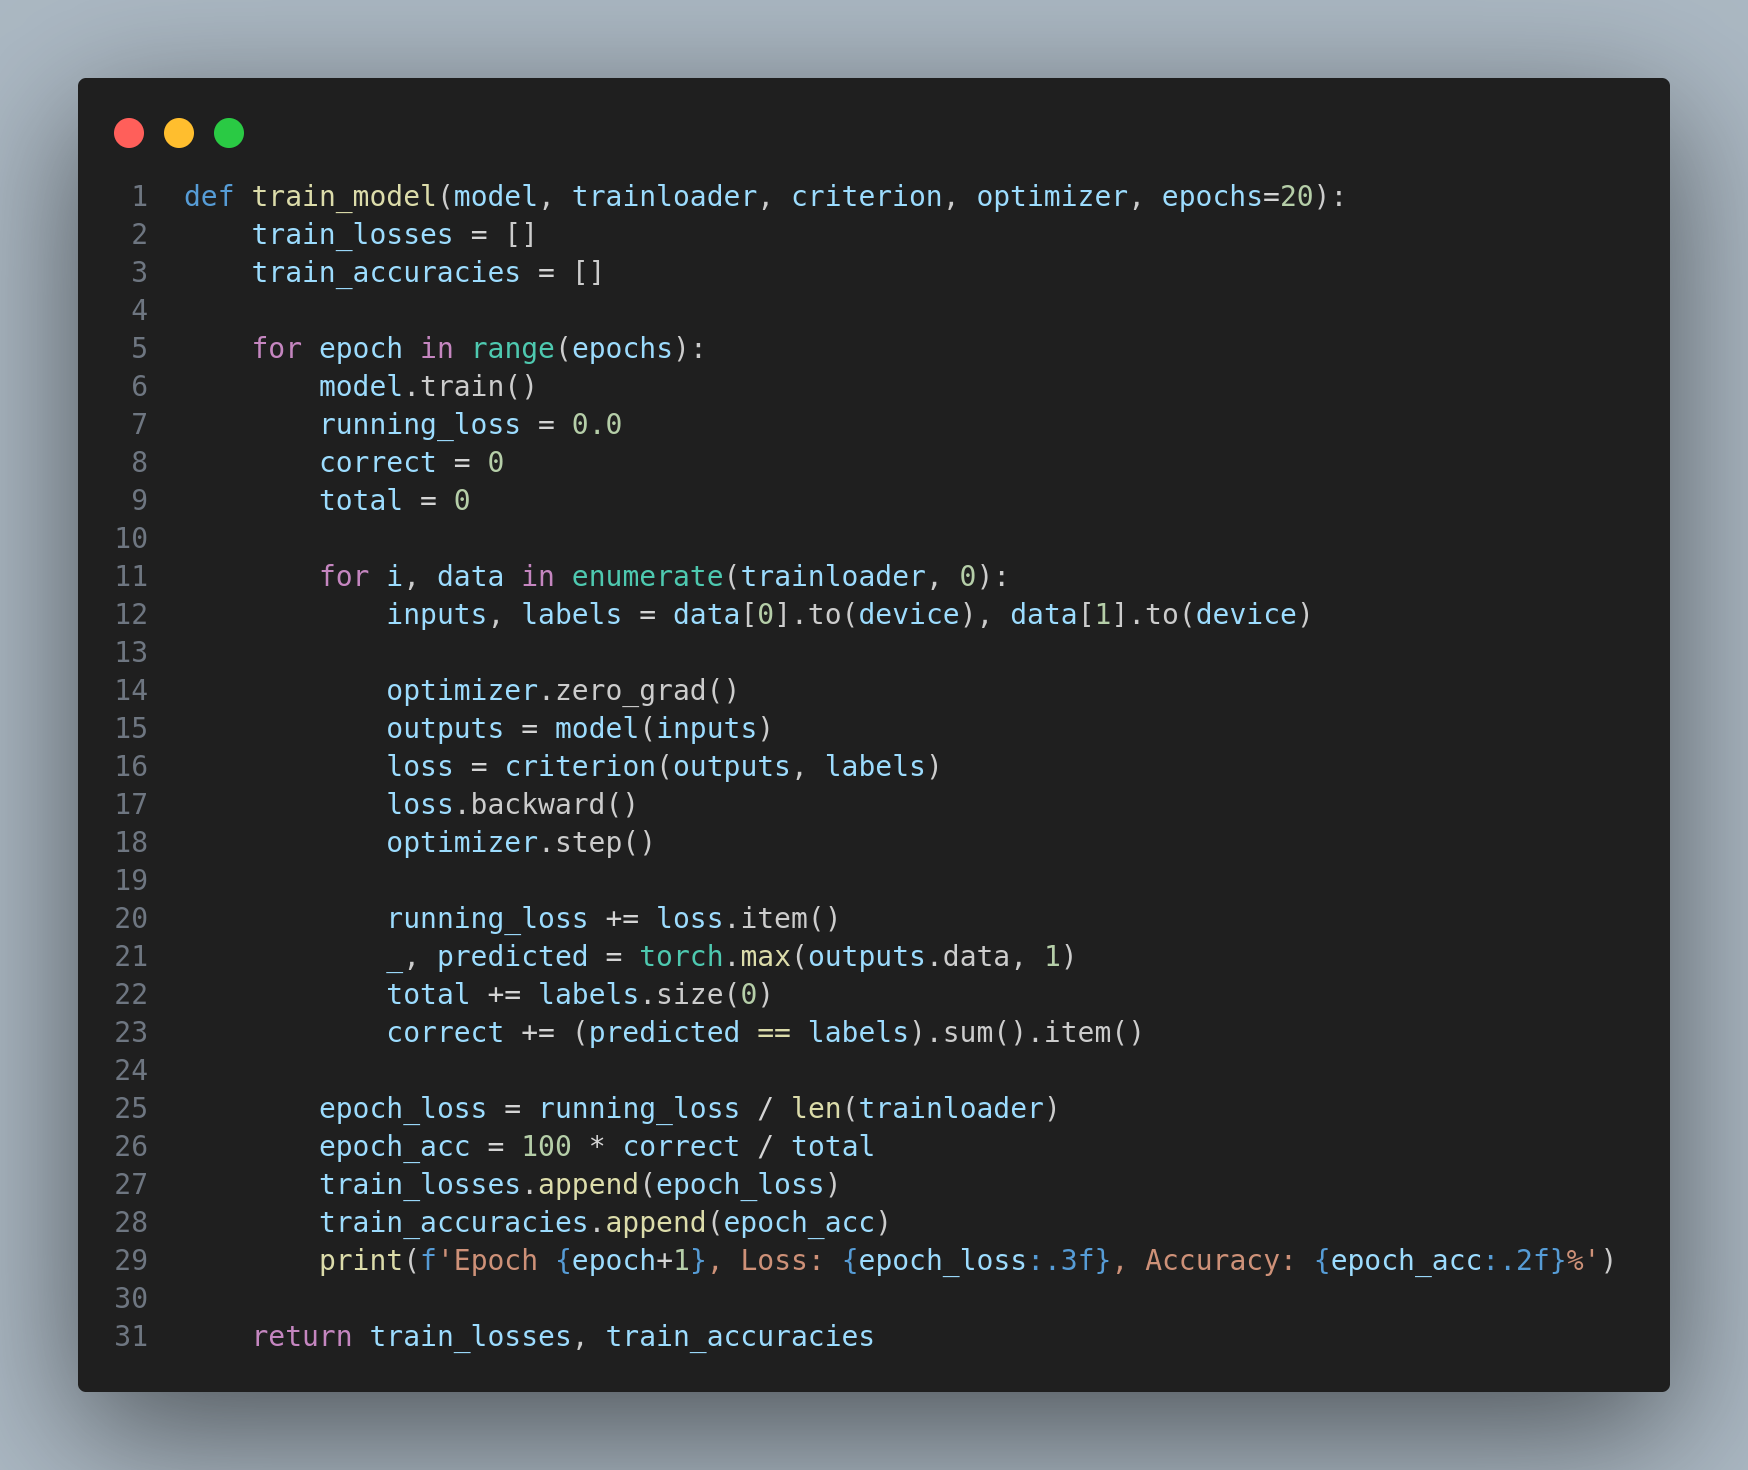 1 def train_model(model, trainloader, criterion, optimizer, epochs=20):
2     train_losses = []
3     train_accuracies = []
4
5     for epoch in range(epochs):
6         model.train()
7         running_loss = 0.0
8         correct = 0
9         total = 0
10
11         for i, data in enumerate(trainloader, 0):
12             inputs, labels = data[0].to(device), data[1].to(device)
13
14             optimizer.zero_grad()
15             outputs = model(inputs)
16             loss = criterion(outputs, labels)
17             loss.backward()
18             optimizer.step()
19
20             running_loss += loss.item()
21             _, predicted = torch.max(outputs.data, 1)
22             total += labels.size(0)
23             correct += (predicted == labels).sum().item()
24
25         epoch_loss = running_loss / len(trainloader)
26         epoch_acc = 100 * correct / total
27         train_losses.append(epoch_loss)
28         train_accuracies.append(epoch_acc)
29         print(f'Epoch {epoch+1}, Loss: {epoch_loss:.3f}, Accuracy: {epoch_acc:.2f}%')
30
31     return train_losses, train_accuracies